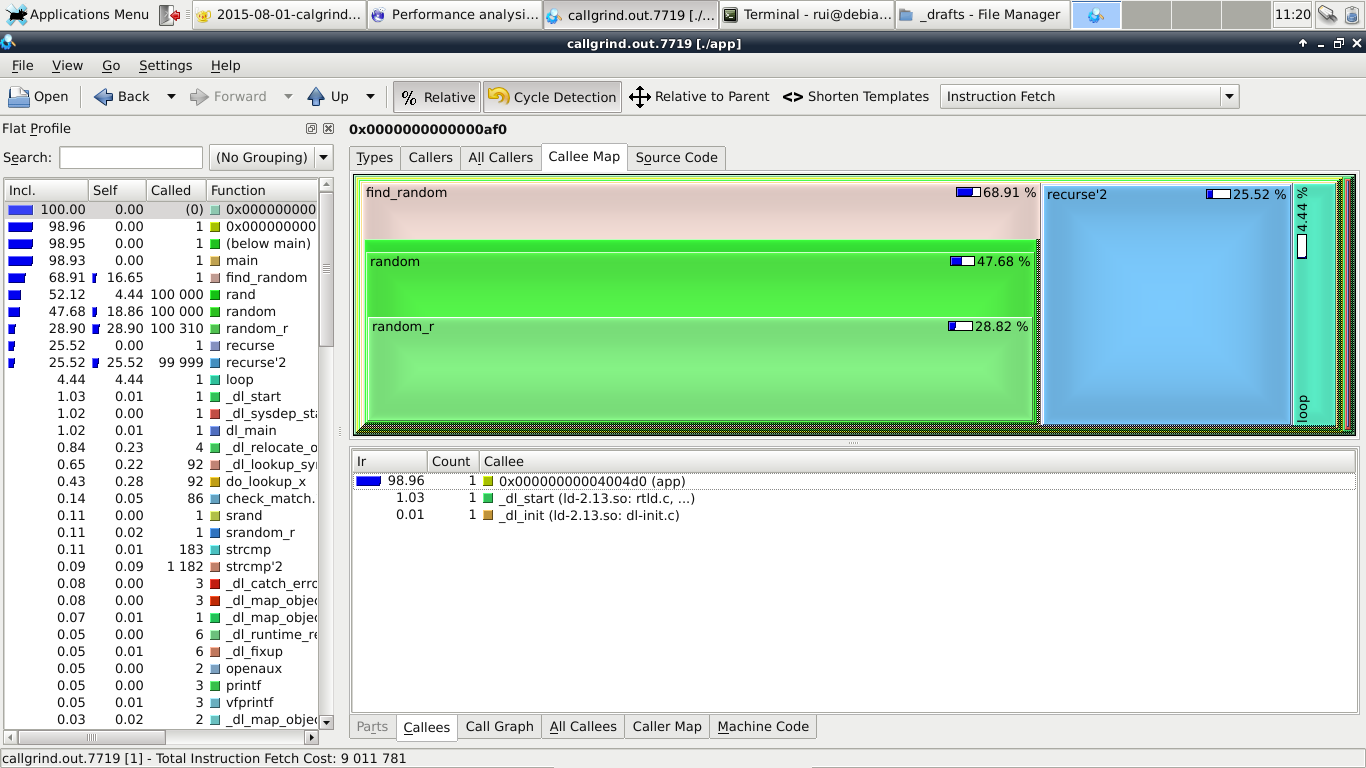 Applications Menu 2015-08-01-calgrind... Performance analysi... callgrind.out.7719 [./... Terminal - rui@debia... _drafts - File Manager 11:20
callgrind.out.7719 [./app]
File View Go Settings Help
Open Back Forward Up % Relative Cycle Detection Relative to Parent <> Shorten Templates Instruction Fetch
Flat Profile
Search: (No Grouping)
Incl. Self Called Function
100.00 0.00 (0) 0x000000000
98.96 0.00 1 0x000000000
98.95 0.00 1 (below main)
98.93 0.00 1 main
68.91 16.65 1 find_random
52.12 4.44 100 000 rand
47.68 18.86 100 000 random
28.90 28.90 100 310 random_r
25.52 0.00 1 recurse
25.52 25.52 99 999 recurse'2
4.44 4.44 1 loop
1.03 0.01 1 _dl_start
1.02 0.00 1 _dl_sysdep_sta
1.02 0.01 1 dl_main
0.84 0.23 4 _dl_relocate_o
0.65 0.22 92 _dl_lookup_sy
0.43 0.28 92 do_lookup_x
0.14 0.05 86 check_match.
0.11 0.00 1 srand
0.11 0.02 1 srandom_r
0.11 0.01 183 strcmp
0.09 0.09 1 182 strcmp'2
0.08 0.00 3 _dl_catch_erro
0.08 0.00 3 _dl_map_objec
0.07 0.01 1 _dl_map_objec
0.05 0.00 6 _dl_runtime_re
0.05 0.01 6 _dl_fixup
0.05 0.00 2 openaux
0.05 0.00 3 printf
0.05 0.01 3 vfprintf
0.03 0.02 2 _dl_map_objec
0x0000000000000af0
Types Callers All Callers Callee Map Source Code
find_random 68.91 %
random 47.68 %
random_r 28.82 %
recurse'2 25.52 %
loop 4.44 %
Ir Count Callee
98.96 1 0x00000000004004d0 (app)
1.03 1 _dl_start (ld-2.13.so: rtld.c, ...)
0.01 1 _dl_init (ld-2.13.so: dl-init.c)
Parts Callees Call Graph All Callees Caller Map Machine Code
callgrind.out.7719 [1] - Total Instruction Fetch Cost: 9 011 781